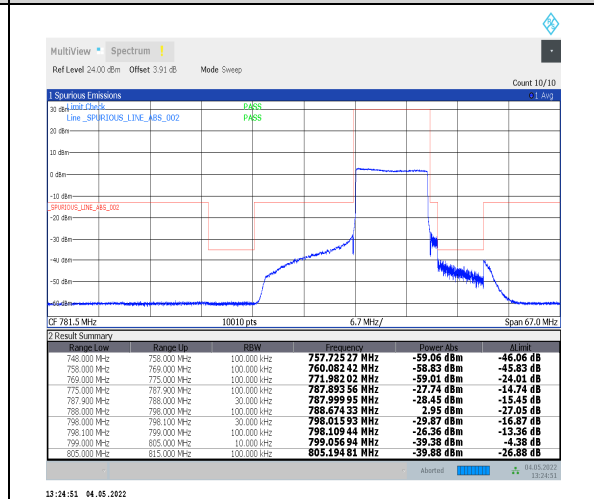 MultiView Spectrum
Ref Level 24.00 dBm Offset 3.91 dB Mode Sweep
Count 10/10
1 Spurious Emissions 1 Avg
30 dBm Limit Check PASS
Line _SPURIOUS_LINE_ABS_002 PASS
20 dBm
10 dBm
0 dBm
-10 dBm
_SPURIOUS_LINE_ABS_002
-20 dBm
-30 dBm
-40 dBm
-50 dBm
-60 dBm
CF 781.5 MHz 10010 pts 6.7 MHz/ Span 67.0 MHz
2 Result Summary
Range Low Range Up RBW Frequency Power Abs ΔLimit
748.000 MHz 758.000 MHz 100.000 kHz 757.725 27 MHz -59.06 dBm -46.06 dB
758.000 MHz 769.000 MHz 100.000 kHz 760.082 42 MHz -58.83 dBm -45.83 dB
769.000 MHz 775.000 MHz 100.000 kHz 771.982 02 MHz -59.01 dBm -24.01 dB
775.000 MHz 787.900 MHz 100.000 kHz 787.893 56 MHz -27.74 dBm -14.74 dB
787.900 MHz 788.000 MHz 30.000 kHz 787.999 95 MHz -28.45 dBm -15.45 dB
788.000 MHz 798.000 MHz 100.000 kHz 788.674 33 MHz 2.95 dBm -27.05 dB
798.000 MHz 798.100 MHz 30.000 kHz 798.015 93 MHz -29.87 dBm -16.87 dB
798.100 MHz 799.000 MHz 100.000 kHz 798.109 44 MHz -26.36 dBm -13.36 dB
799.000 MHz 805.000 MHz 10.000 kHz 799.056 94 MHz -39.38 dBm -4.38 dB
805.000 MHz 815.000 MHz 100.000 kHz 805.194 81 MHz -39.88 dBm -26.88 dB
Aborted 04.05.2022
13:24:51
13:24:51 04.05.2022